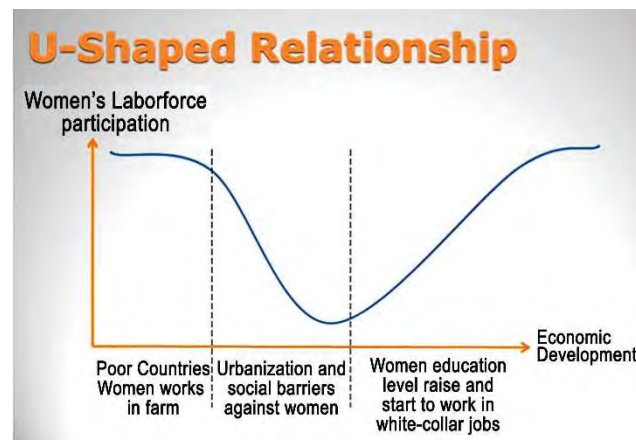 U-Shaped Relationship
Women's Laborforce
participation
Economic
Development
Poor Countries
Women works
in farm
Urbanization and
social barriers
against women
Women education
level raise and
start to work in
white-collar jobs